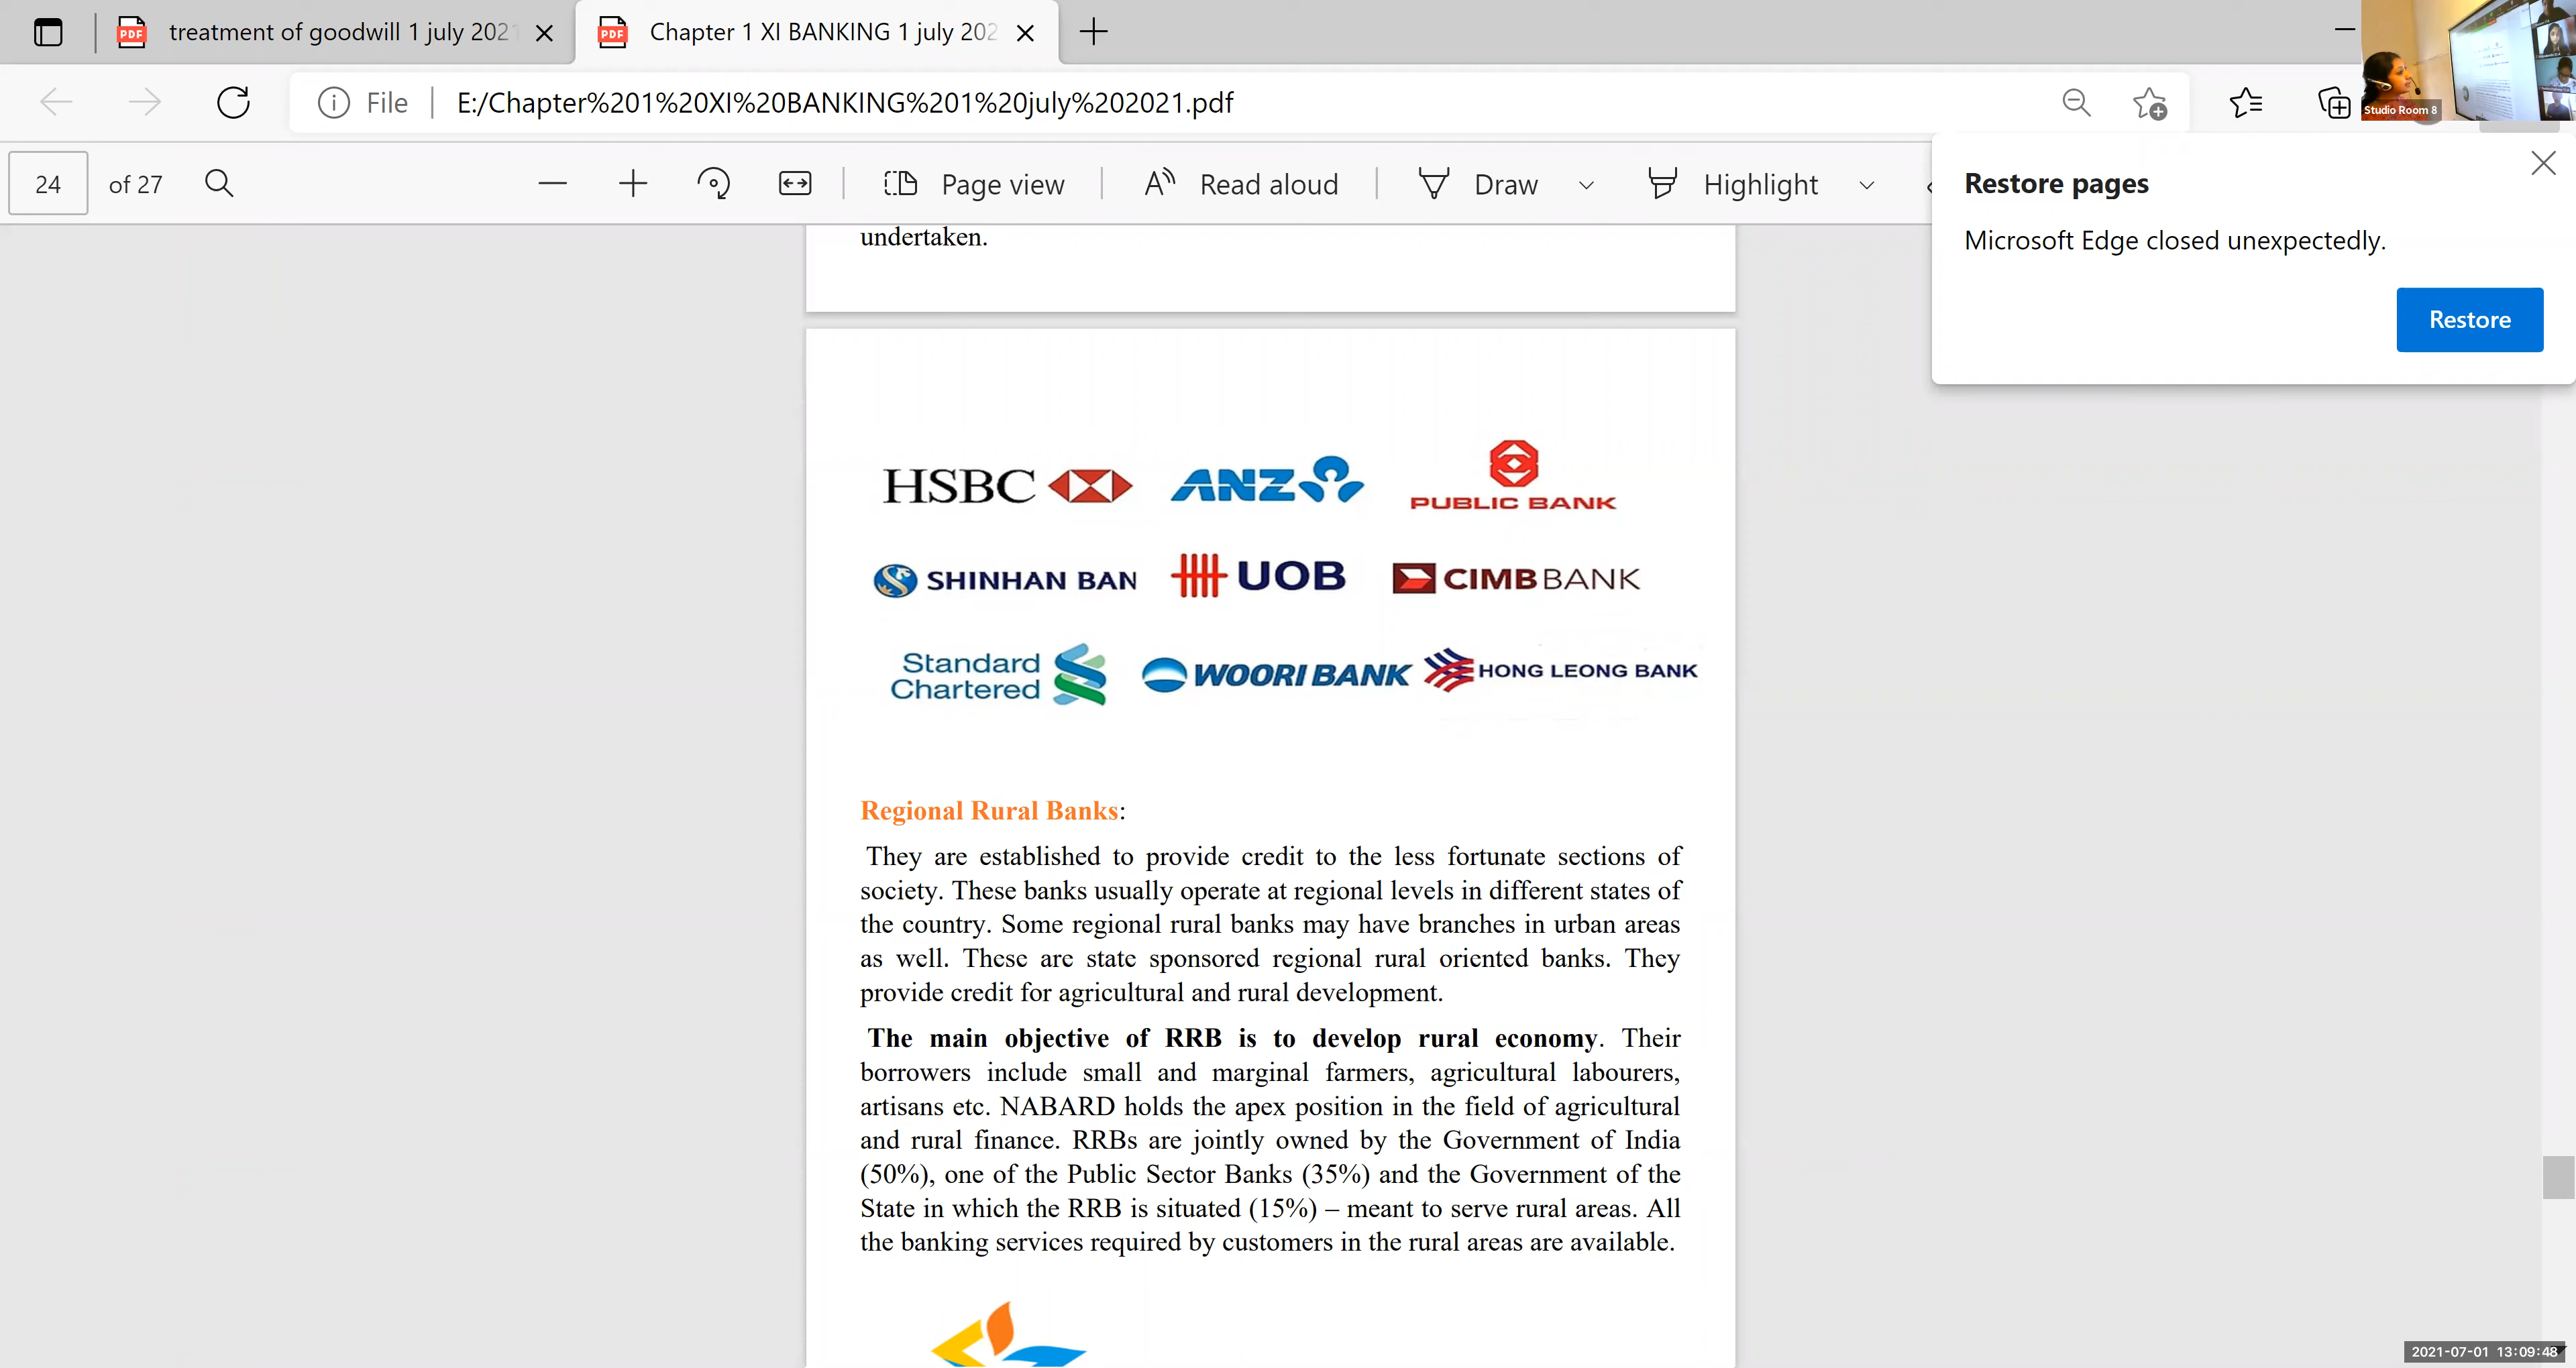 treatment of goodwill 1 july 202
Chapter 1 XI BANKING 1 july 202
File
E:/Chapter%201%20XI%20BANKING%201%20july%202021.pdf
Studio Room 8
24 of 27
Page view
Read aloud
Draw
Highlight
Restore pages
Microsoft Edge closed unexpectedly.
Restore
undertaken.
HSBC ANZ PUBLIC BANK
SHINHAN BAN UOB CIMB BANK
Standard Chartered WOORI BANK HONG LEONG BANK
Regional Rural Banks:
They are established to provide credit to the less fortunate sections of
society. These banks usually operate at regional levels in different states of
the country. Some regional rural banks may have branches in urban areas
as well. These are state sponsored regional rural oriented banks. They
provide credit for agricultural and rural development.
The main objective of RRB is to develop rural economy. Their
borrowers include small and marginal farmers, agricultural labourers,
artisans etc. NABARD holds the apex position in the field of agricultural
and rural finance. RRBs are jointly owned by the Government of India
(50%), one of the Public Sector Banks (35%) and the Government of the
State in which the RRB is situated (15%) – meant to serve rural areas. All
the banking services required by customers in the rural areas are available.
2021-07-01 13:09:48